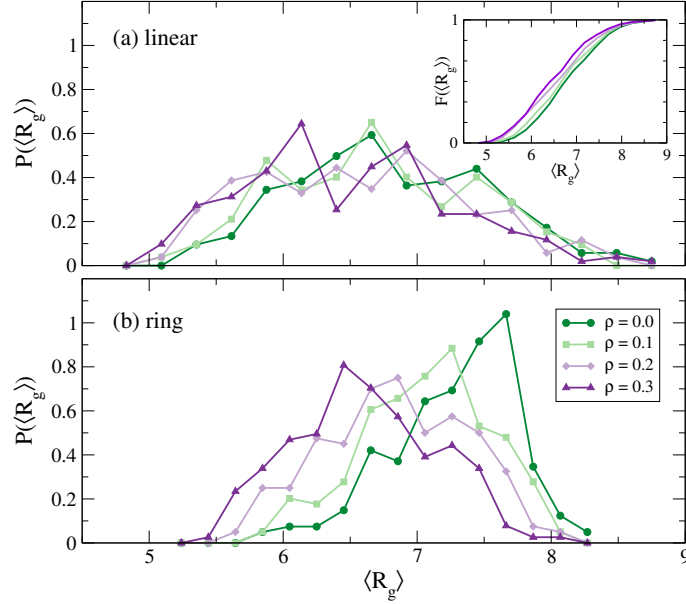 (a) linear
P(⟨R_g⟩)
1
0.8
0.6
0.4
0.2
0
F(⟨R_g⟩)
1
0
5 6 7 8 9
⟨R_g⟩
(b) ring
P(⟨R_g⟩)
1
0.8
0.6
0.4
0.2
0
ρ = 0.0
ρ = 0.1
ρ = 0.2
ρ = 0.3
5 6 7 8 9
⟨R_g⟩